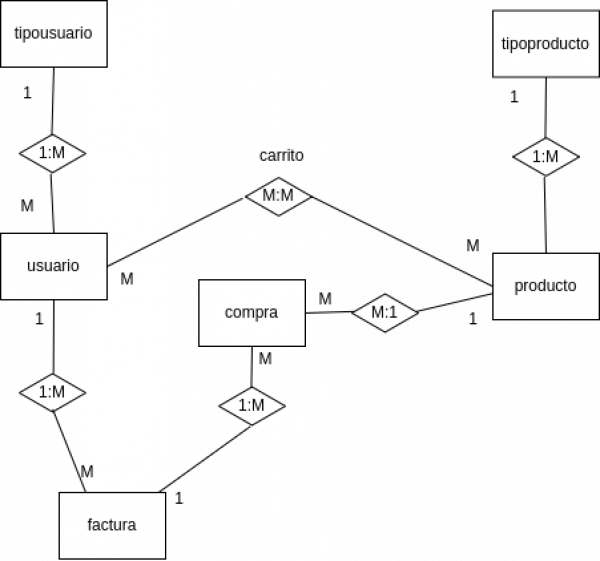 tipousuario
tipoproducto
1
1
1:M
1:M
carrito
M:M
M
M
usuario
M
producto
compra
M
M:1
1
1
M
1:M
1:M
M
1
factura